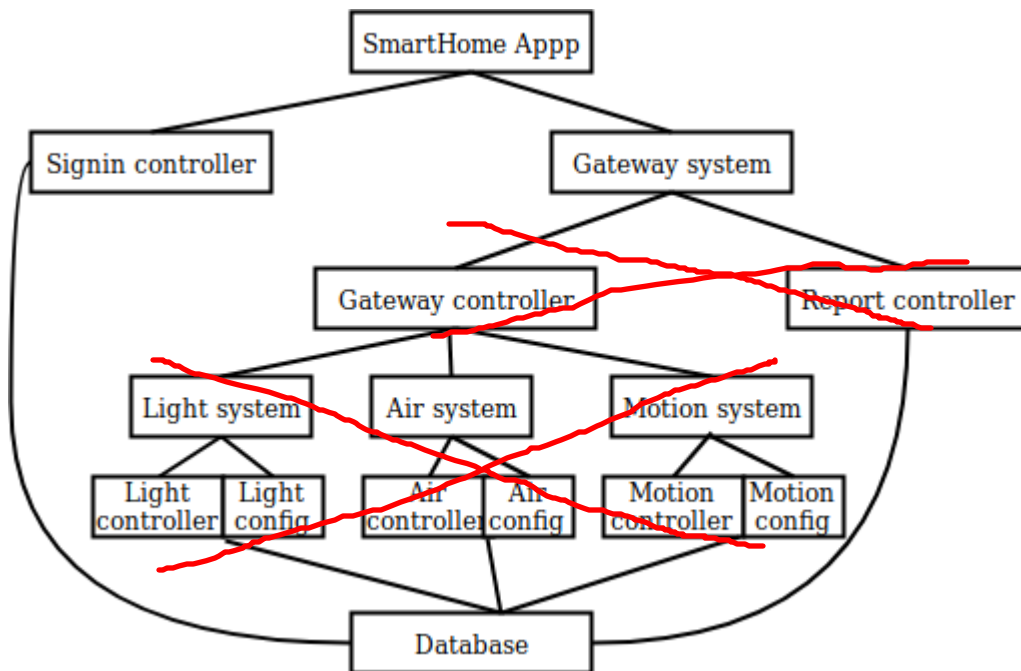 SmartHome Appp
Signin controller
Gateway system
Gateway controller
Report controller
Light system
Air system
Motion system
Light
controller
Light
config
Air
controller
Air
config
Motion
controller
Motion
config
Database